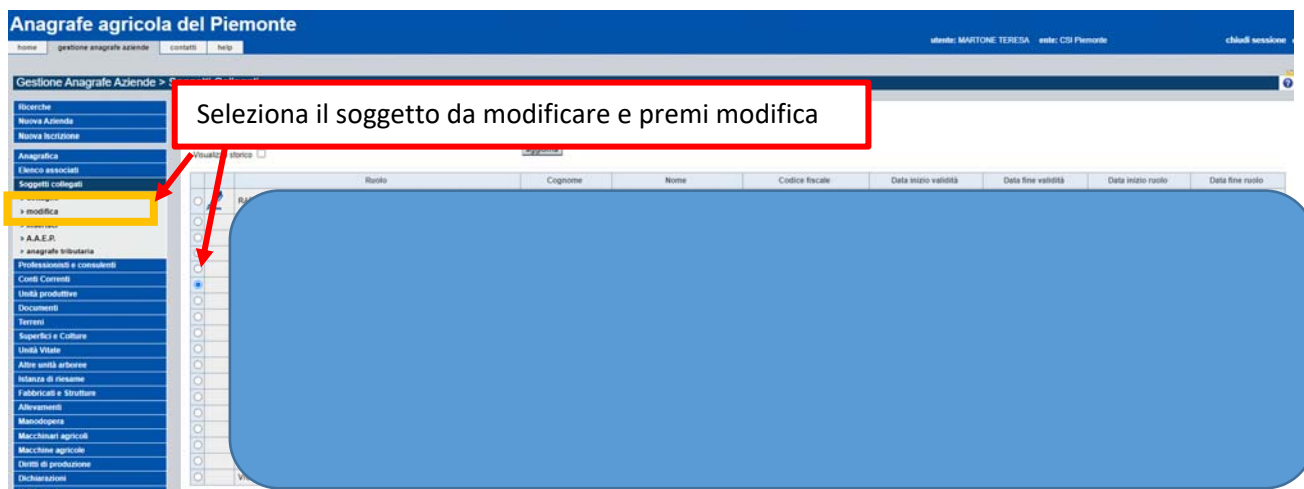 Anagrafe agricola del Piemonte
home gestione anagrafe aziende contatti help
utente: MARTONE TERESA ente: CSI Piemonte
chiudi sessione
Gestione Anagrafe Aziende >
Seleziona il soggetto da modificare e premi modifica
Ricerche
Nuova Azienda
Nuova Iscrizione
Anagrafica
Elenco associati
Soggetti collegati
> modifica
> A.A.E.P.
> anagrafe tributaria
Professionisti e consulenti
Conti Correnti
Unità produttive
Documenti
Terreni
Superfici e Colture
Unità Vitate
Altre unità arboree
Istanza di riesame
Fabbricati e Strutture
Allevamenti
Manodopera
Macchinari agricoli
Macchine agricole
Diritti di produzione
Dichiarazioni
storico
Ruolo Cognome Nome Codice fiscale Data inizio validità Data fine validità Data inizio ruolo Data fine ruolo